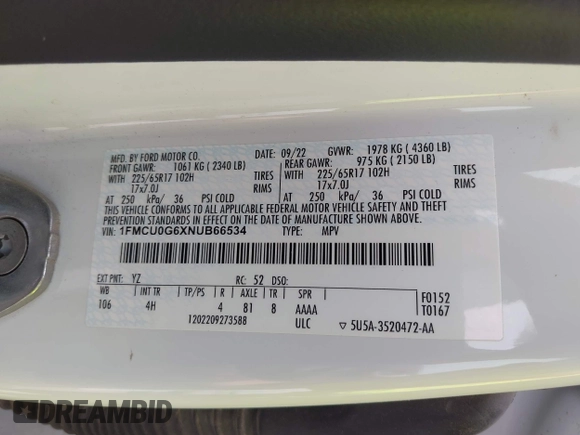 MFD. BY FORD MOTOR CO.
09/22 GVWR: 1978 KG ( 4360 LB)
FRONT GAWR: 1061 KG ( 2340 LB)
REAR GAWR: 975 KG ( 2150 LB)
WITH 225/65R17 102H TIRES
WITH 225/65R17 102H TIRES
17x7.0J RIMS
17x7.0J RIMS
AT 250 kPa/ 36 PSI COLD
AT 250 kPa/ 36 PSI COLD
THIS VEHICLE CONFORMS TO ALL APPLICABLE FEDERAL MOTOR VEHICLE SAFETY AND THEFT
PREVENTION STANDARDS IN EFFECT ON THE DATE OF MANUFACTURE SHOWN ABOVE.
VIN: 1FMCU0G6XNUB66534 TYPE: MPV
EXT PNT: YZ RC: 52 DSO:
WB INT TR TP/PS R AXLE TR SPR
106 4H 4 81 8 AAAA
F0152
T0167
1202209273588 ULC 5U5A-3520472-AA
DREAMBID